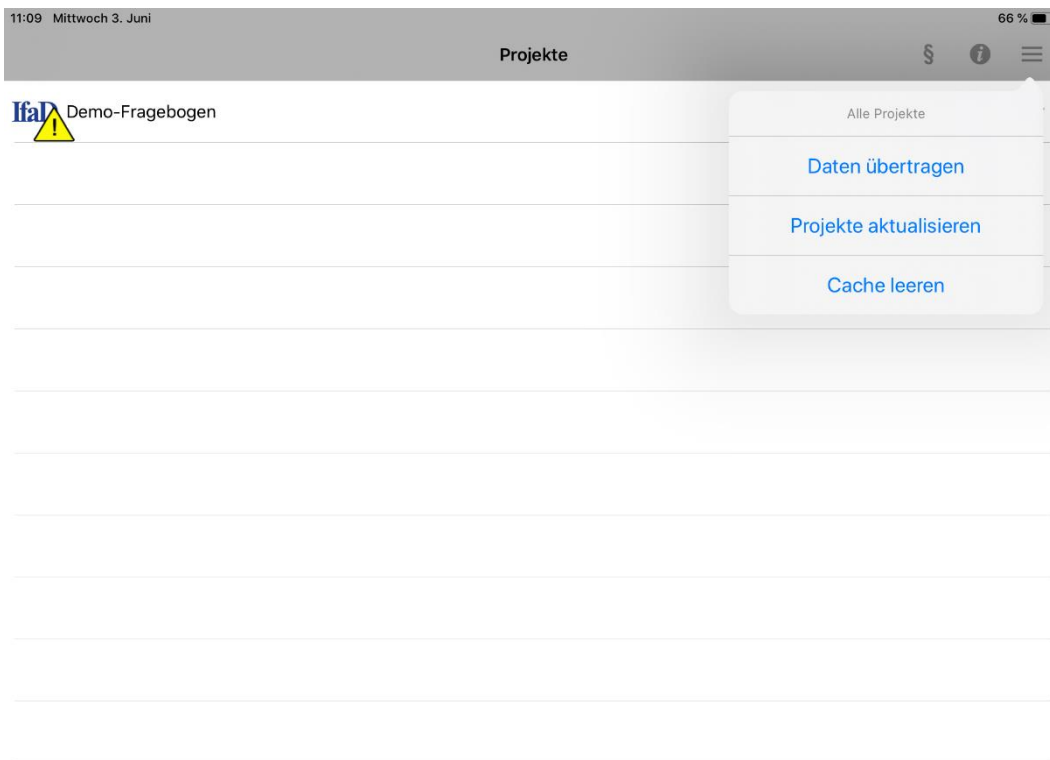 11:09 Mittwoch 3. Juni 66 %
Projekte § i
IfaD ! Demo-Fragebogen
Alle Projekte
Daten übertragen
Projekte aktualisieren
Cache leeren